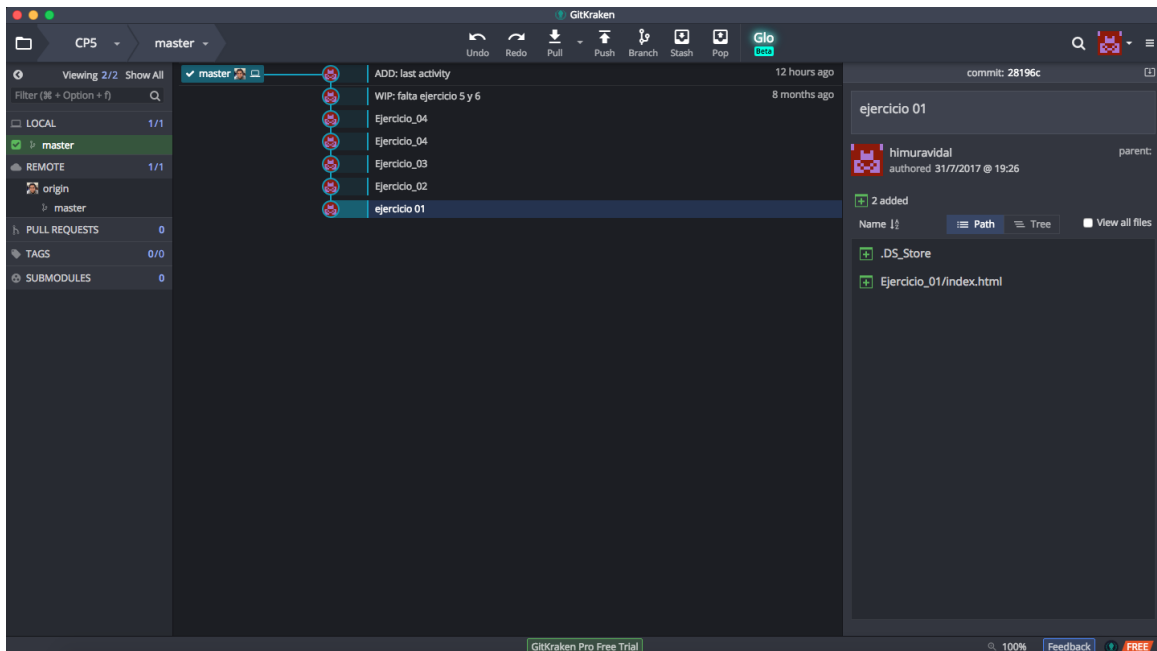 GitKraken
CP5
master
Undo
Redo
Pull
Push
Branch
Stash
Pop
Glo
Beta
Viewing 2/2 Show All
Filter (⌘ + Option + f)
LOCAL 1/1
master
REMOTE 1/1
origin
master
PULL REQUESTS 0
TAGS 0/0
SUBMODULES 0
master
ADD: last activity 12 hours ago
WIP: falta ejercicio 5 y 6 8 months ago
Ejercicio_04
Ejercicio_04
Ejercicio_03
Ejercicio_02
ejercicio 01
commit: 28196c
ejercicio 01
himuravidal parent:
authored 31/7/2017 @ 19:26
2 added
Name Path Tree View all files
.DS_Store
Ejercicio_01/index.html
GitKraken Pro Free Trial
100% Feedback FREE